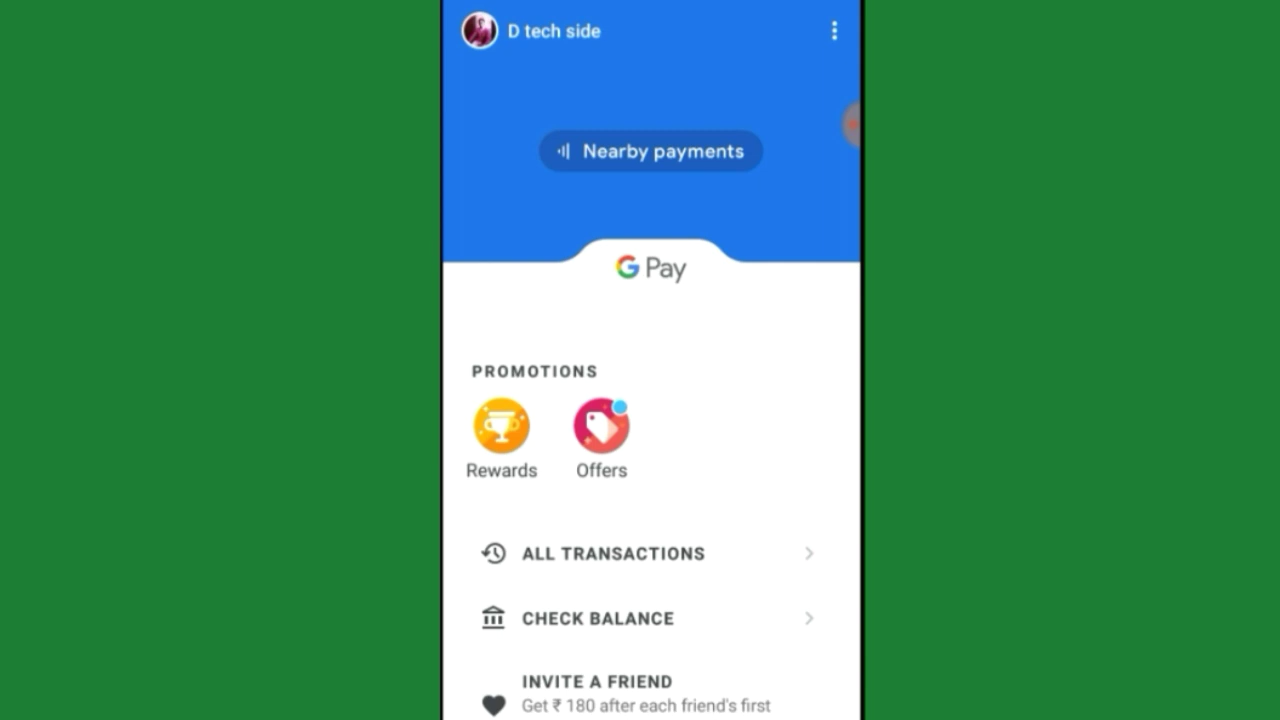 D tech side
Nearby payments
G Pay
PROMOTIONS
Rewards
Offers
ALL TRANSACTIONS
CHECK BALANCE
INVITE A FRIEND
Get ₹ 180 after each friend's first